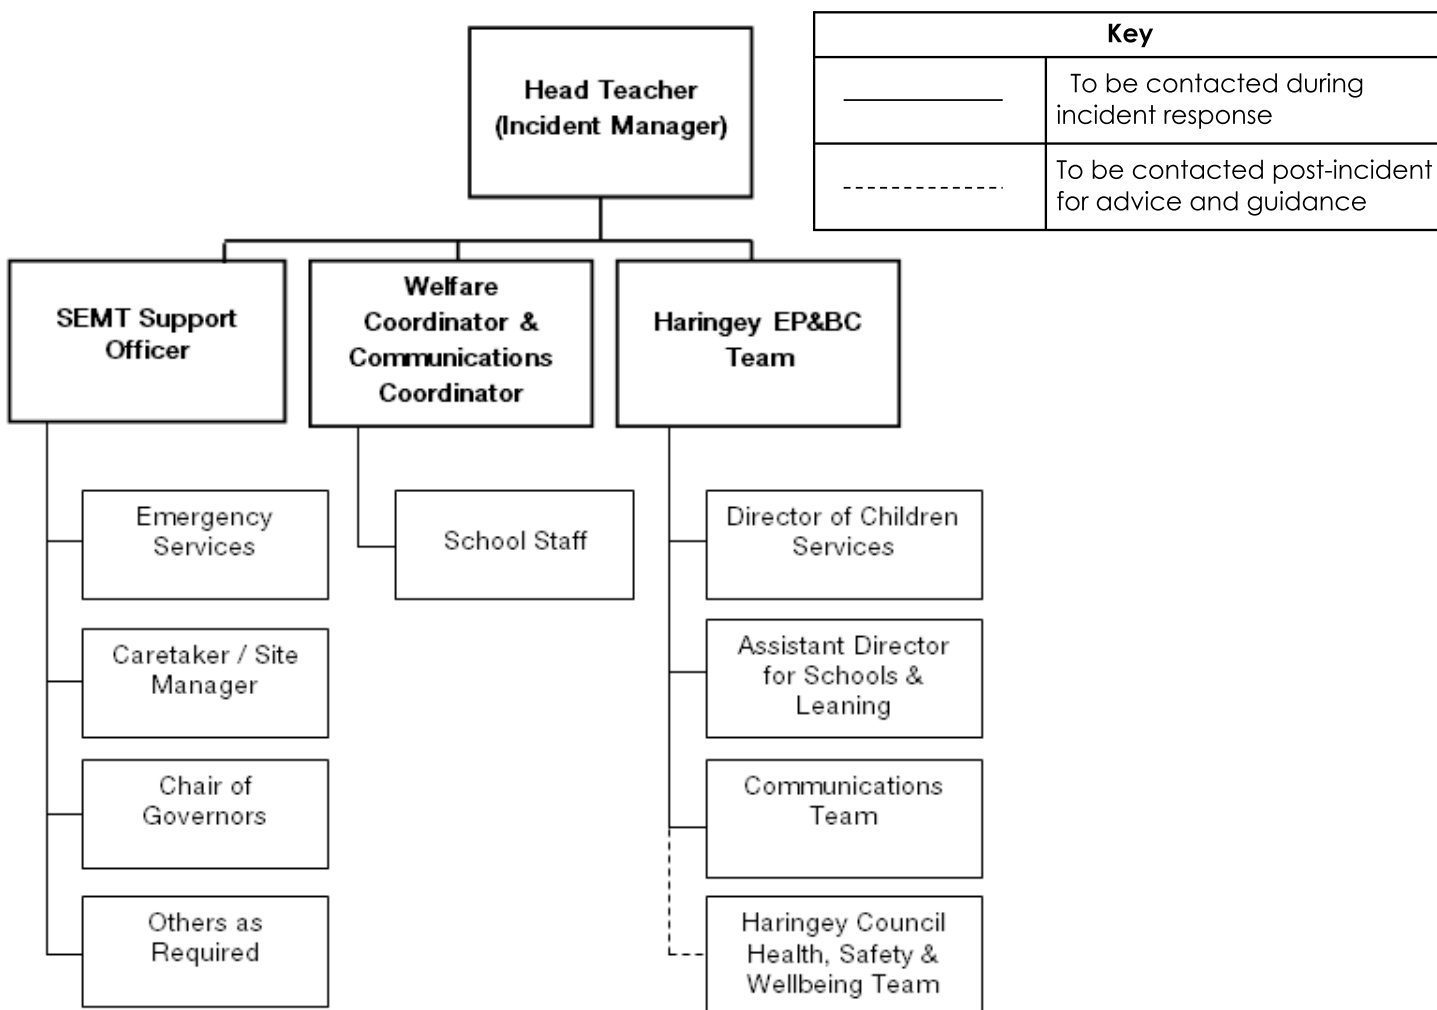 Head Teacher
(Incident Manager)
Key
To be contacted during
incident response
To be contacted post-incident
for advice and guidance
SEMT Support
Officer
Welfare
Coordinator &
Communications
Coordinator
Haringey EP&BC
Team
Emergency
Services
Caretaker / Site
Manager
Chair of
Governors
Others as
Required
School Staff
Director of Children
Services
Assistant Director
for Schools &
Leaning
Communications
Team
Haringey Council
Health, Safety &
Wellbeing Team